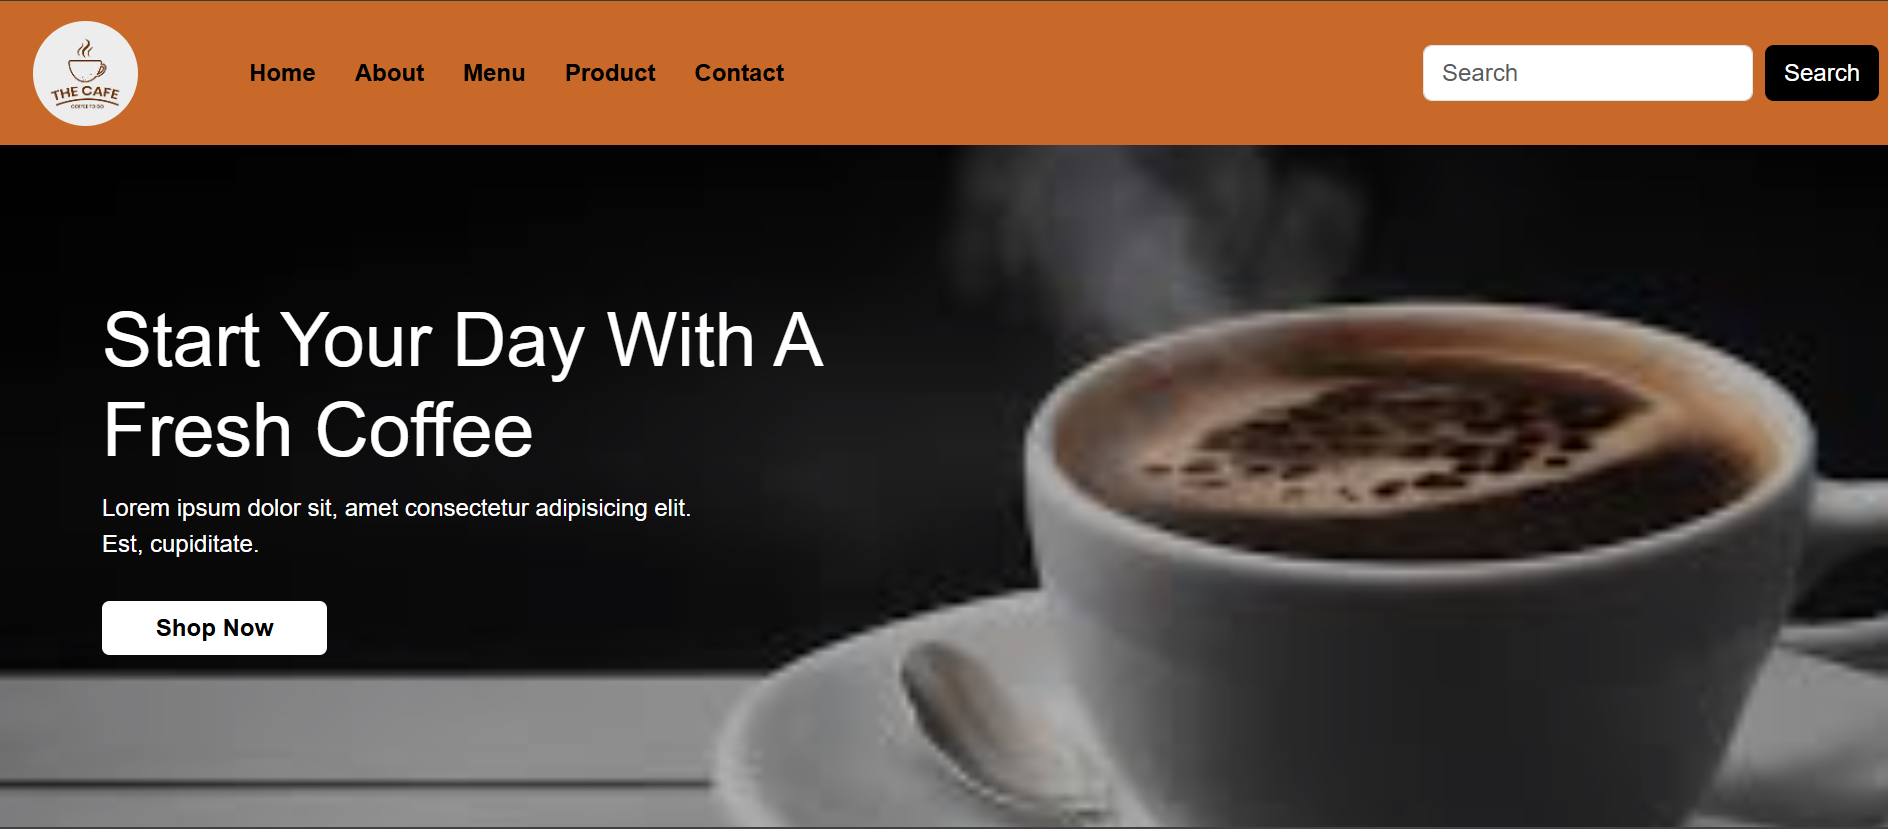 THE CAFE
COFFEE TO GO
Home About Menu Product Contact
Search Search
Start Your Day With A
Fresh Coffee
Lorem ipsum dolor sit, amet consectetur adipisicing elit.
Est, cupiditate.
Shop Now